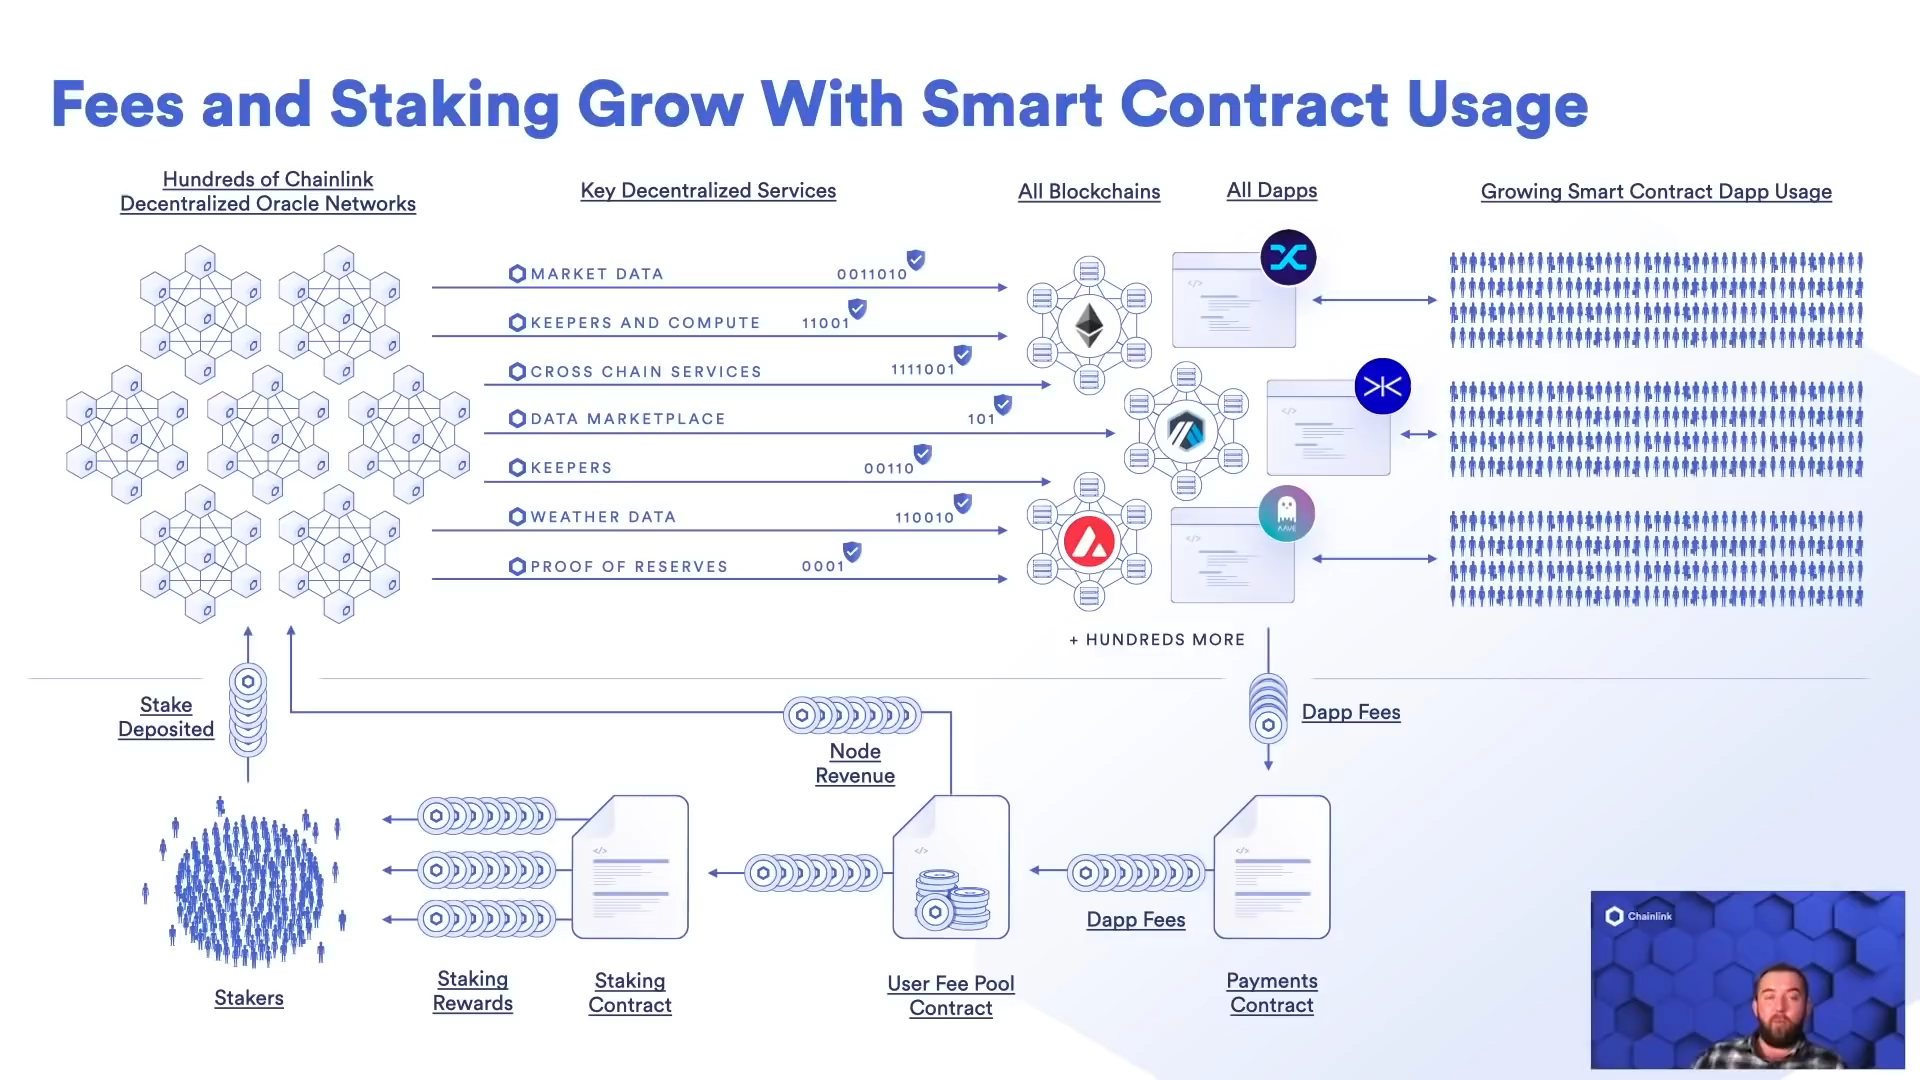 Fees and Staking Grow With Smart Contract Usage
Hundreds of Chainlink
Decentralized Oracle Networks
Key Decentralized Services
All Blockchains
All Dapps
Growing Smart Contract Dapp Usage
MARKET DATA
0011010
KEEPERS AND COMPUTE
11001
CROSS CHAIN SERVICES
1111001
DATA MARKETPLACE
101
KEEPERS
00110
WEATHER DATA
110010
PROOF OF RESERVES
0001
</>
</>
</>
AAVE
+ HUNDREDS MORE
Stake
Deposited
Node
Revenue
Dapp Fees
</>
</>
</>
Dapp Fees
Stakers
Staking
Rewards
Staking
Contract
User Fee Pool
Contract
Payments
Contract
Chainlink